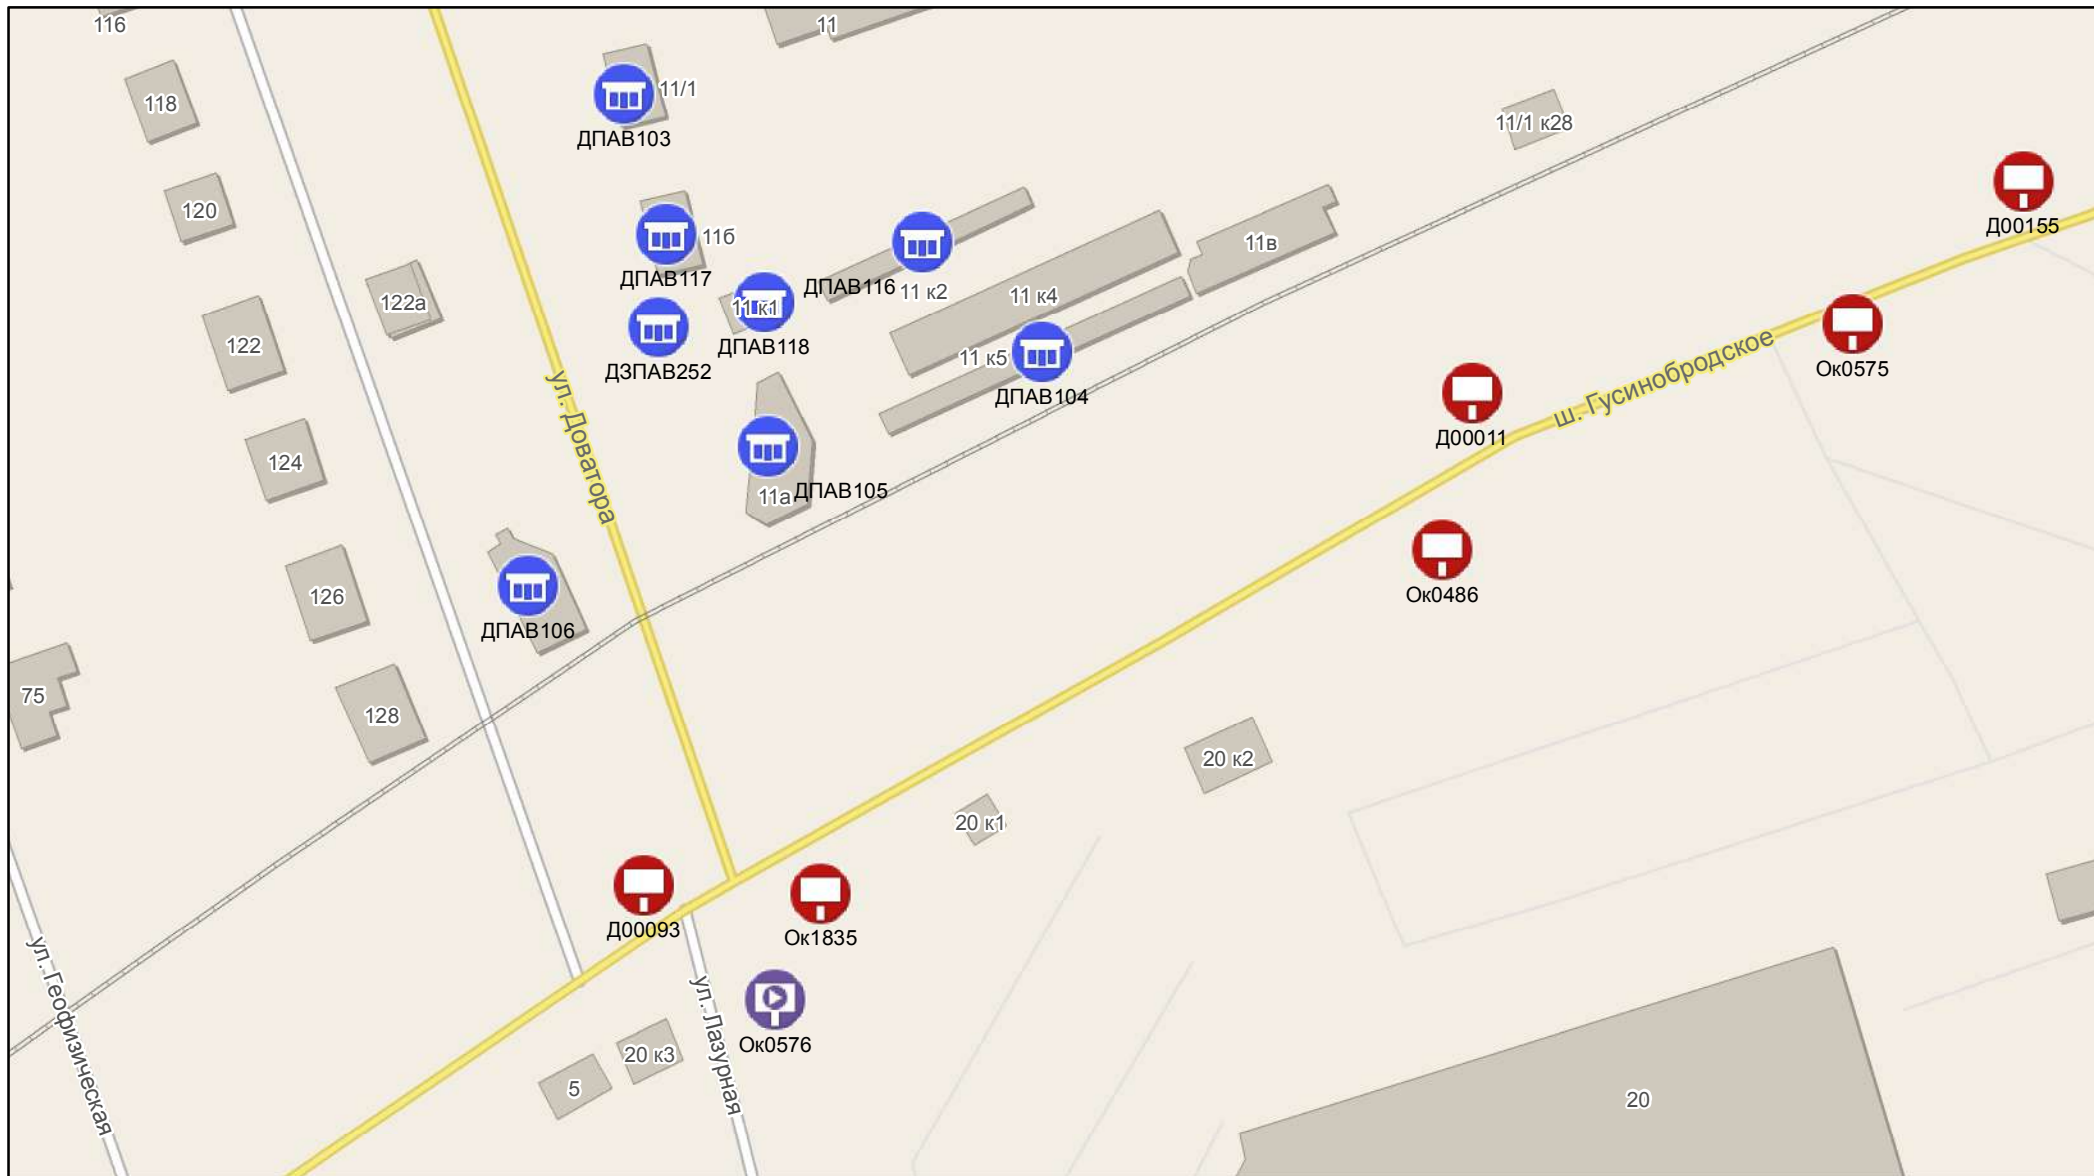 116
11
118
11/1
ДПАВ103
11/1 к28
120
Д00155
11б
11в
ДПАВ117
ДПАВ116
11 к2
11 к4
122а
11 к1
ДПАВ118
122
ДЗПАВ252
11 к5
ДПАВ104
ш. Гусинобродское
Ок0575
ул. Доватора
Д00011
124
11а
ДПАВ105
126
Ок0486
ДПАВ106
75
128
20 к2
20 к1
Д00093
Ок1835
ул. Геофизическая
ул. Лазурная
Ок0576
20 к3
5
20